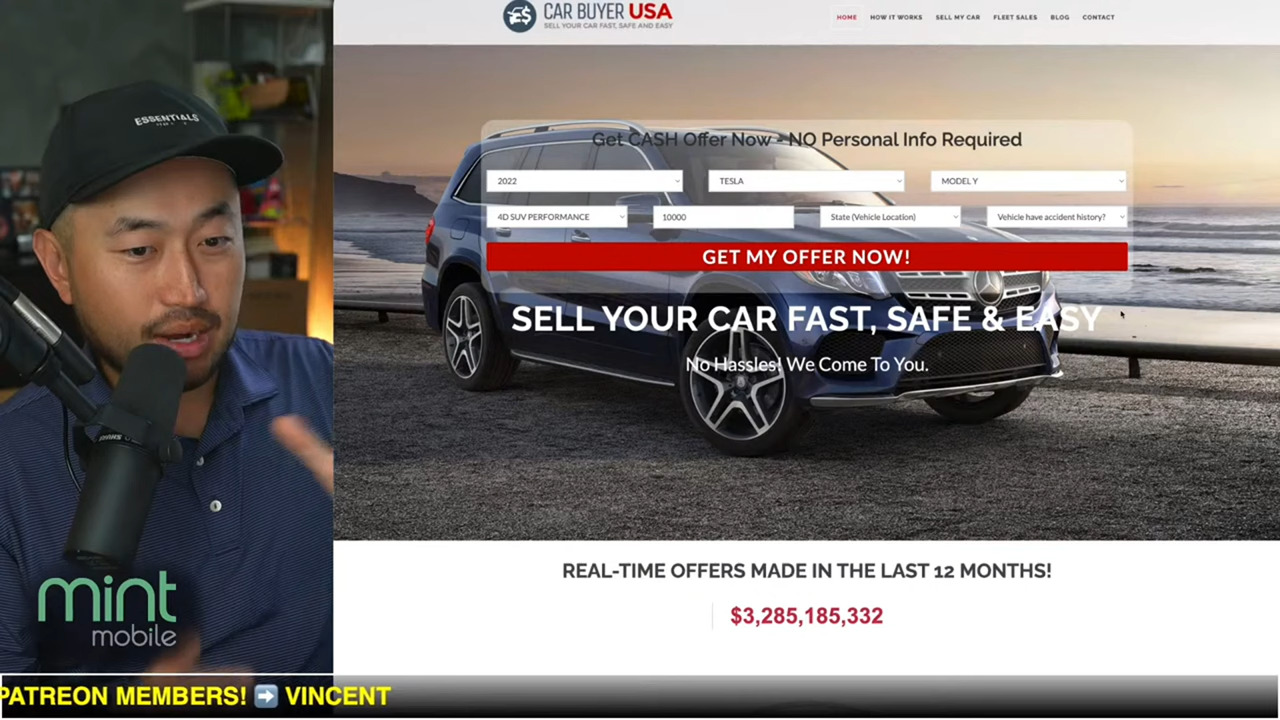 ESSENTIALS
mint
mobile
CAR BUYER USA
SELL YOUR CAR FAST, SAFE AND EASY
HOME HOW IT WORKS SELL MY CAR FLEET SALES BLOG CONTACT
Get CASH Offer Now - NO Personal Info Required
2022 TESLA MODEL Y
4D SUV PERFORMANCE 10000 State (Vehicle Location) Vehicle have accident history?
GET MY OFFER NOW!
SELL YOUR CAR FAST, SAFE & EASY
No Hassles! We Come To You.
REAL-TIME OFFERS MADE IN THE LAST 12 MONTHS!
$3,285,185,332
PATREON MEMBERS! ➡️ VINCENT